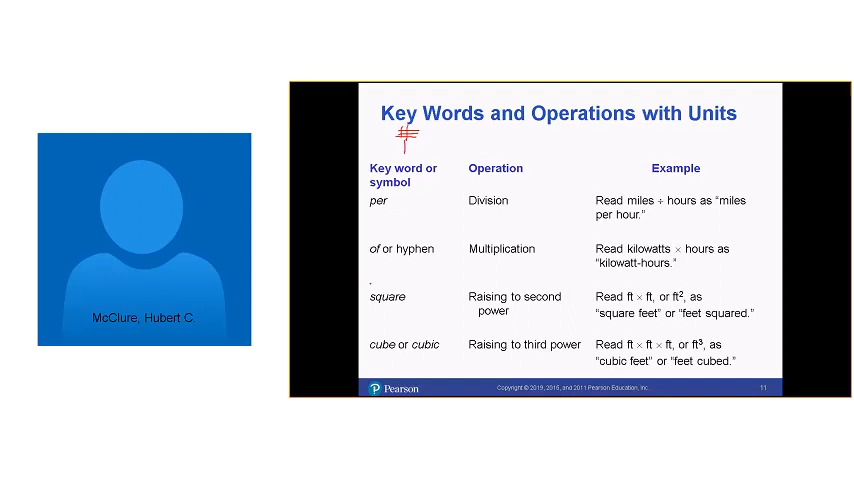 Key Words and Operations with Units
Key word or symbol Operation Example
per Division Read miles ÷ hours as “miles per hour.”
of or hyphen Multiplication Read kilowatts × hours as “kilowatt-hours.”
square Raising to second power Read ft × ft, or ft², as “square feet” or “feet squared.”
cube or cubic Raising to third power Read ft × ft × ft, or ft³, as “cubic feet” or “feet cubed.”
Pearson Copyright © 2019, 2015, and 2011 Pearson Education, Inc. 11
McClure, Hubert C.